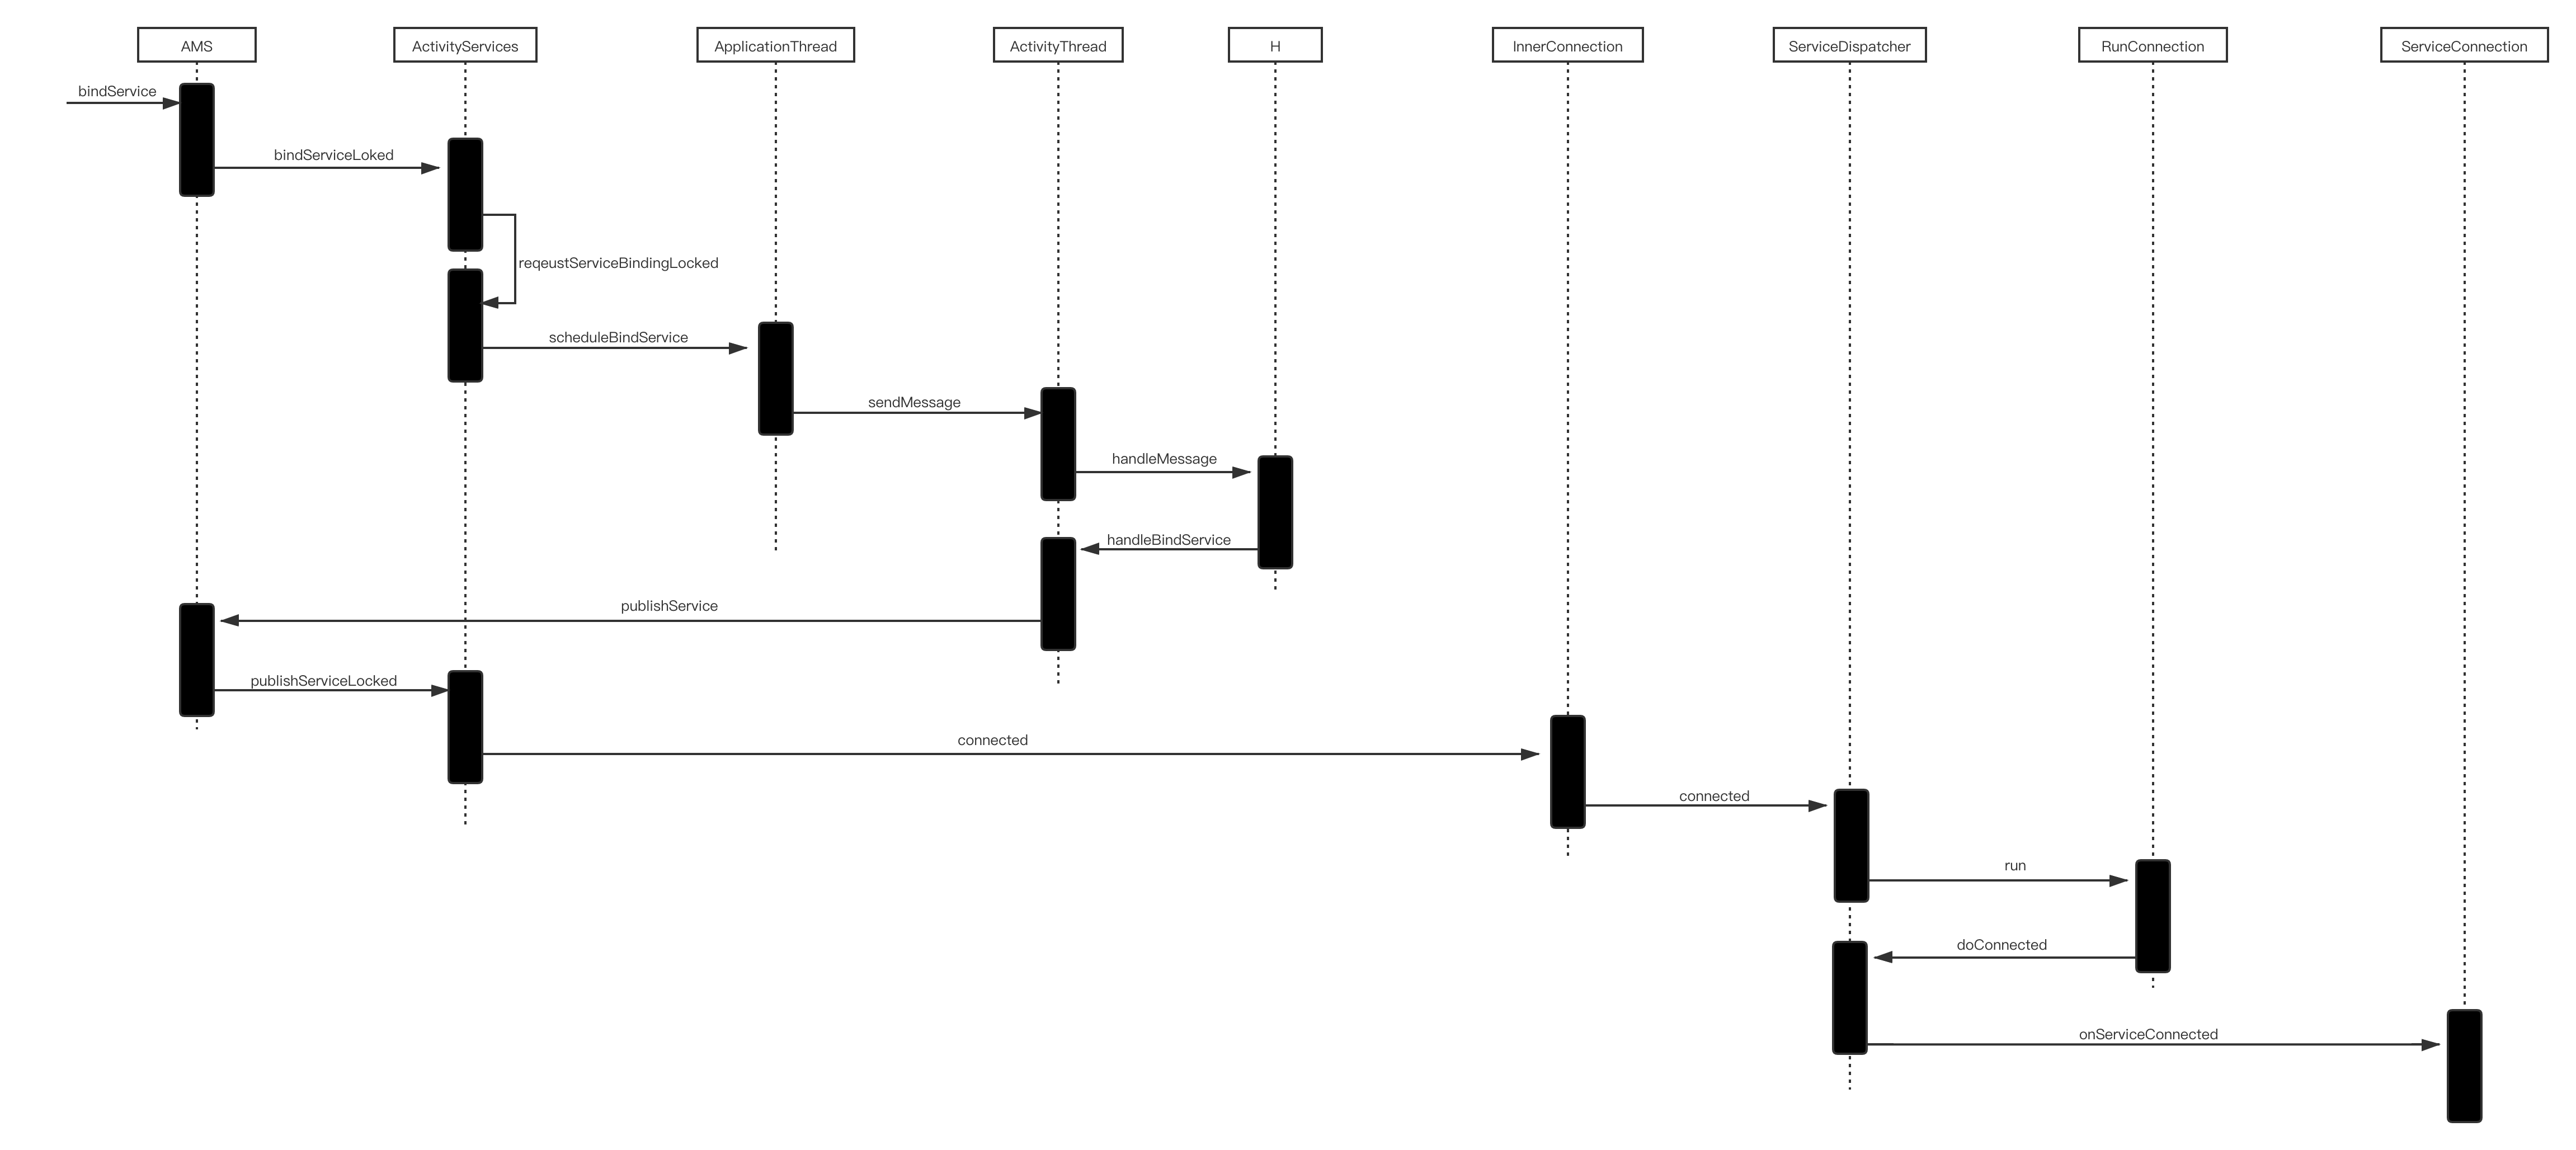 AMS
ActivityServices
ApplicationThread
ActivityThread
H
InnerConnection
ServiceDispatcher
RunConnection
ServiceConnection
bindService
bindServiceLoked
reqeustServiceBindingLocked
scheduleBindService
sendMessage
handleMessage
handleBindService
publishService
publishServiceLocked
connected
connected
run
doConnected
onServiceConnected